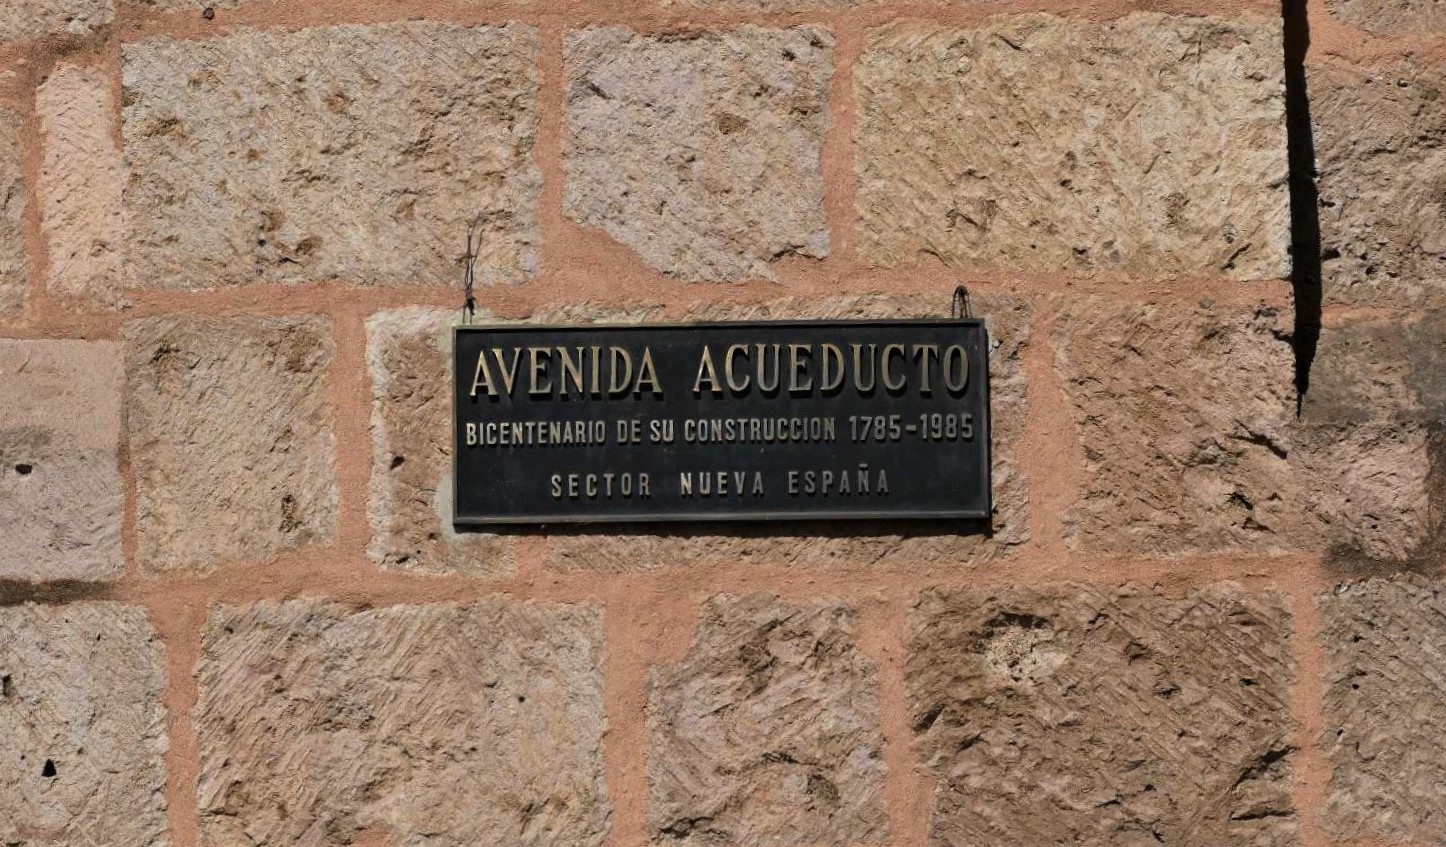 AVENIDA ACUEDUCTO
BICENTENARIO DE SU CONSTRUCCION 1785-1985
SECTOR NUEVA ESPAÑA